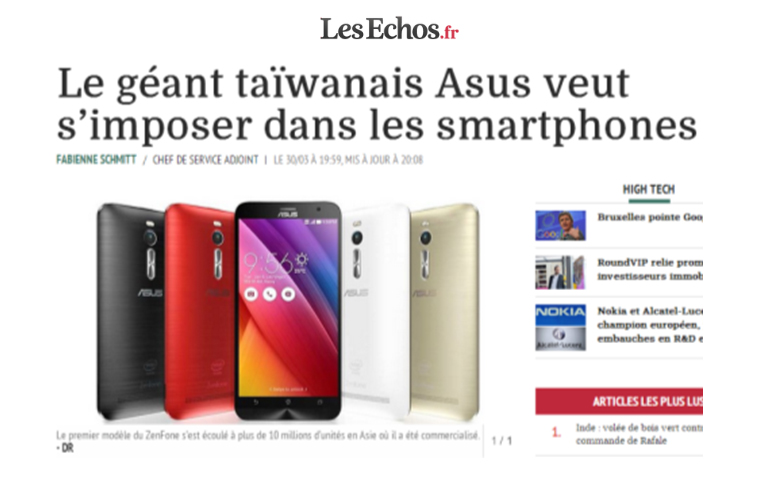 LesEchos.fr
Le géant taïwanais Asus veut
s'imposer dans les smartphones
FABIENNE SCHMITT / CHEF DE SERVICE ADJOINT | LE 30/03 À 19:59, MIS À JOUR À 20:08
ASUS
9:56
ASUS
ASUS
Le premier modèle du ZenFone s'est écoulé à plus de 10 millions d'unités en Asie où il a été commercialisé.
- DR
1 / 1
HIGH TECH
Bruxelles pointe Goo
RoundVIP relie prom
investisseurs immob
NOKIA
Alcatel-Lucent
Nokia et Alcatel-Luce
champion européen,
embauches en R&D e
ARTICLES LES PLUS LUS
1.
Inde : volée de bois vert cont
commande de Rafale